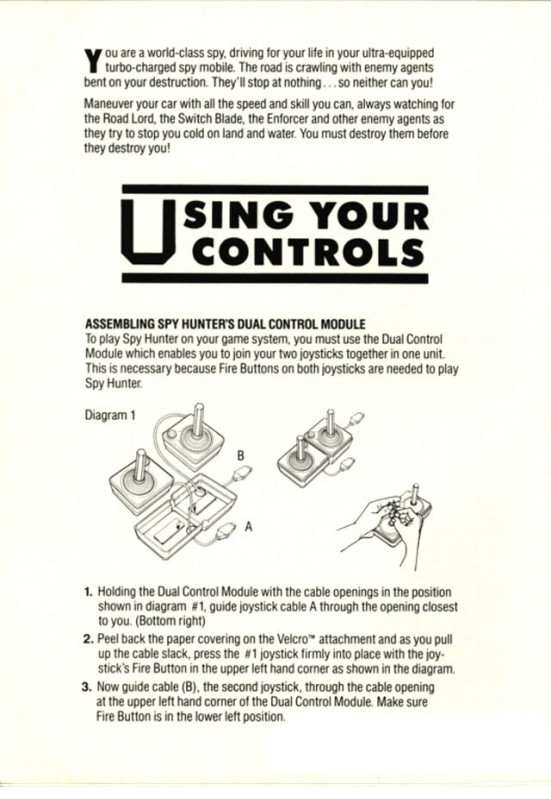 You are a world-class spy, driving for your life in your ultra-equipped
turbo-charged spy mobile. The road is crawling with enemy agents
bent on your destruction. They'll stop at nothing...so neither can you!
Maneuver your car with all the speed and skill you can, always watching for
the Road Lord, the Switch Blade, the Enforcer and other enemy agents as
they try to stop you cold on land and water. You must destroy them before
they destroy you!
USING YOUR
CONTROLS
ASSEMBLING SPY HUNTER'S DUAL CONTROL MODULE
To play Spy Hunter on your game system, you must use the Dual Control
Module which enables you to join your two joysticks together in one unit.
This is necessary because Fire Buttons on both joysticks are needed to play
Spy Hunter.
Diagram 1
B
A
1. Holding the Dual Control Module with the cable openings in the position
shown in diagram #1, guide joystick cable A through the opening closest
to you. (Bottom right)
2. Peel back the paper covering on the Velcro™ attachment and as you pull
up the cable slack, press the #1 joystick firmly into place with the joy-
stick's Fire Button in the upper left hand corner as shown in the diagram.
3. Now guide cable (B), the second joystick, through the cable opening
at the upper left hand corner of the Dual Control Module. Make sure
Fire Button is in the lower left position.